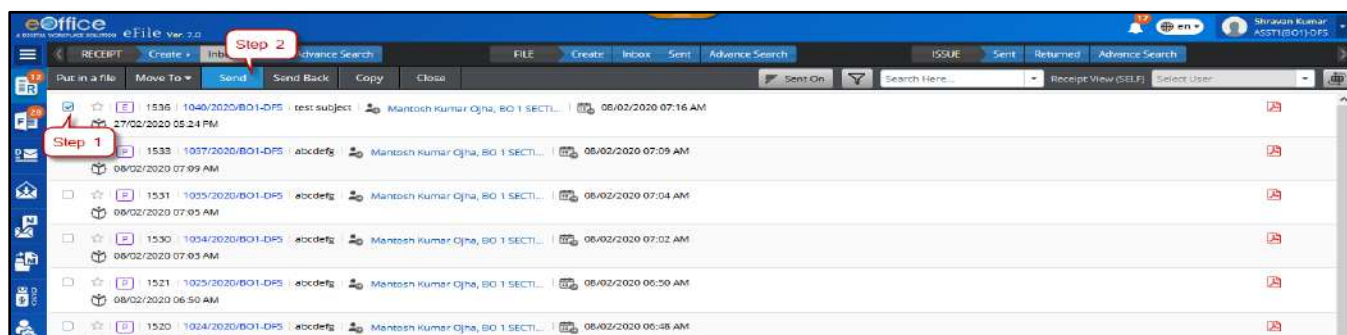 eOffice
A DIGITAL WORKPLACE SOLUTION eFile Ver. 7.0
17
en
Shravan Kumar
ASST1(BO1)-DFS
RECEIPT Create Inb Step 2 Advance Search FILE Create Inbox Sent Advance Search ISSUE Sent Returned Advance Search
Put in a file Move To Send Send Back Copy Close Sent On Search Here... Receipt View (SELF) Select User
E 1536 1040/2020/BO1-DFS test subject Mantosh Kumar Ojha, BO 1 SECTI... 08/02/2020 07:16 AM
27/02/2020 05:24 PM
Step 1
P 1533 1037/2020/BO1-DFS abcdefg Mantosh Kumar Ojha, BO 1 SECTI... 08/02/2020 07:09 AM
08/02/2020 07:09 AM
P 1531 1035/2020/BO1-DFS abcdefg Mantosh Kumar Ojha, BO 1 SECTI... 08/02/2020 07:04 AM
08/02/2020 07:05 AM
P 1530 1034/2020/BO1-DFS abcdefg Mantosh Kumar Ojha, BO 1 SECTI... 08/02/2020 07:02 AM
08/02/2020 07:03 AM
P 1521 1025/2020/BO1-DFS abcdefg Mantosh Kumar Ojha, BO 1 SECTI... 08/02/2020 06:50 AM
08/02/2020 06:50 AM
P 1520 1024/2020/BO1-DFS abcdefg Mantosh Kumar Ojha, BO 1 SECTI... 08/02/2020 06:48 AM